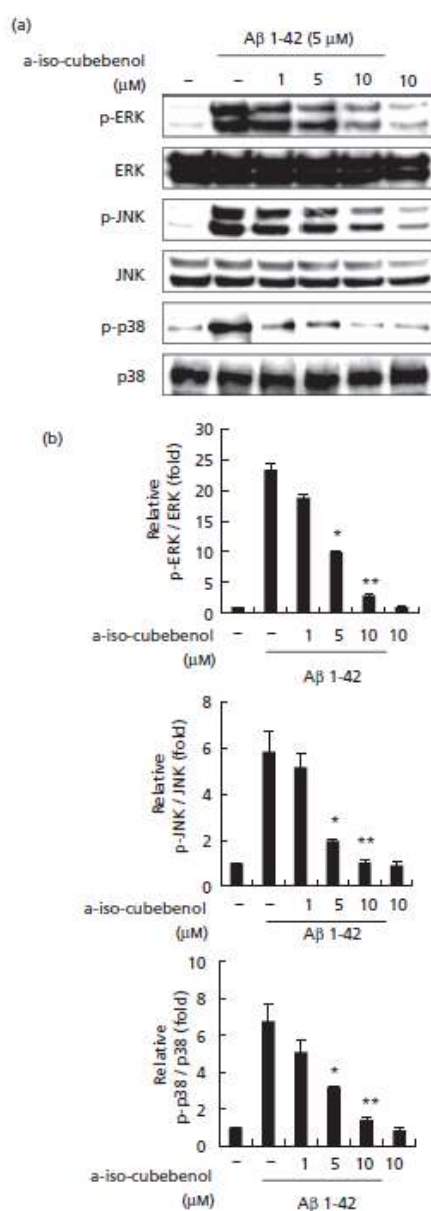 (a)
Aβ 1-42 (5 μM)
a-iso-cubebenol
(μM) – – 1 5 10 10
p-ERK
ERK
p-JNK
JNK
p-p38
p38
(b)
Relative
p-ERK / ERK (fold)
30
25
20
15
10
5
0
*
**
a-iso-cubebenol – – 1 5 10 10
(μM)
Aβ 1-42
Relative
p-JNK / JNK (fold)
8
6
4
2
0
*
**
a-iso-cubebenol – – 1 5 10 10
(μM)
Aβ 1-42
Relative
p-p38 / p38 (fold)
10
8
6
4
2
0
*
**
– – 1 5 10 10
a-iso-cubebenol
(μM)
Aβ 1-42